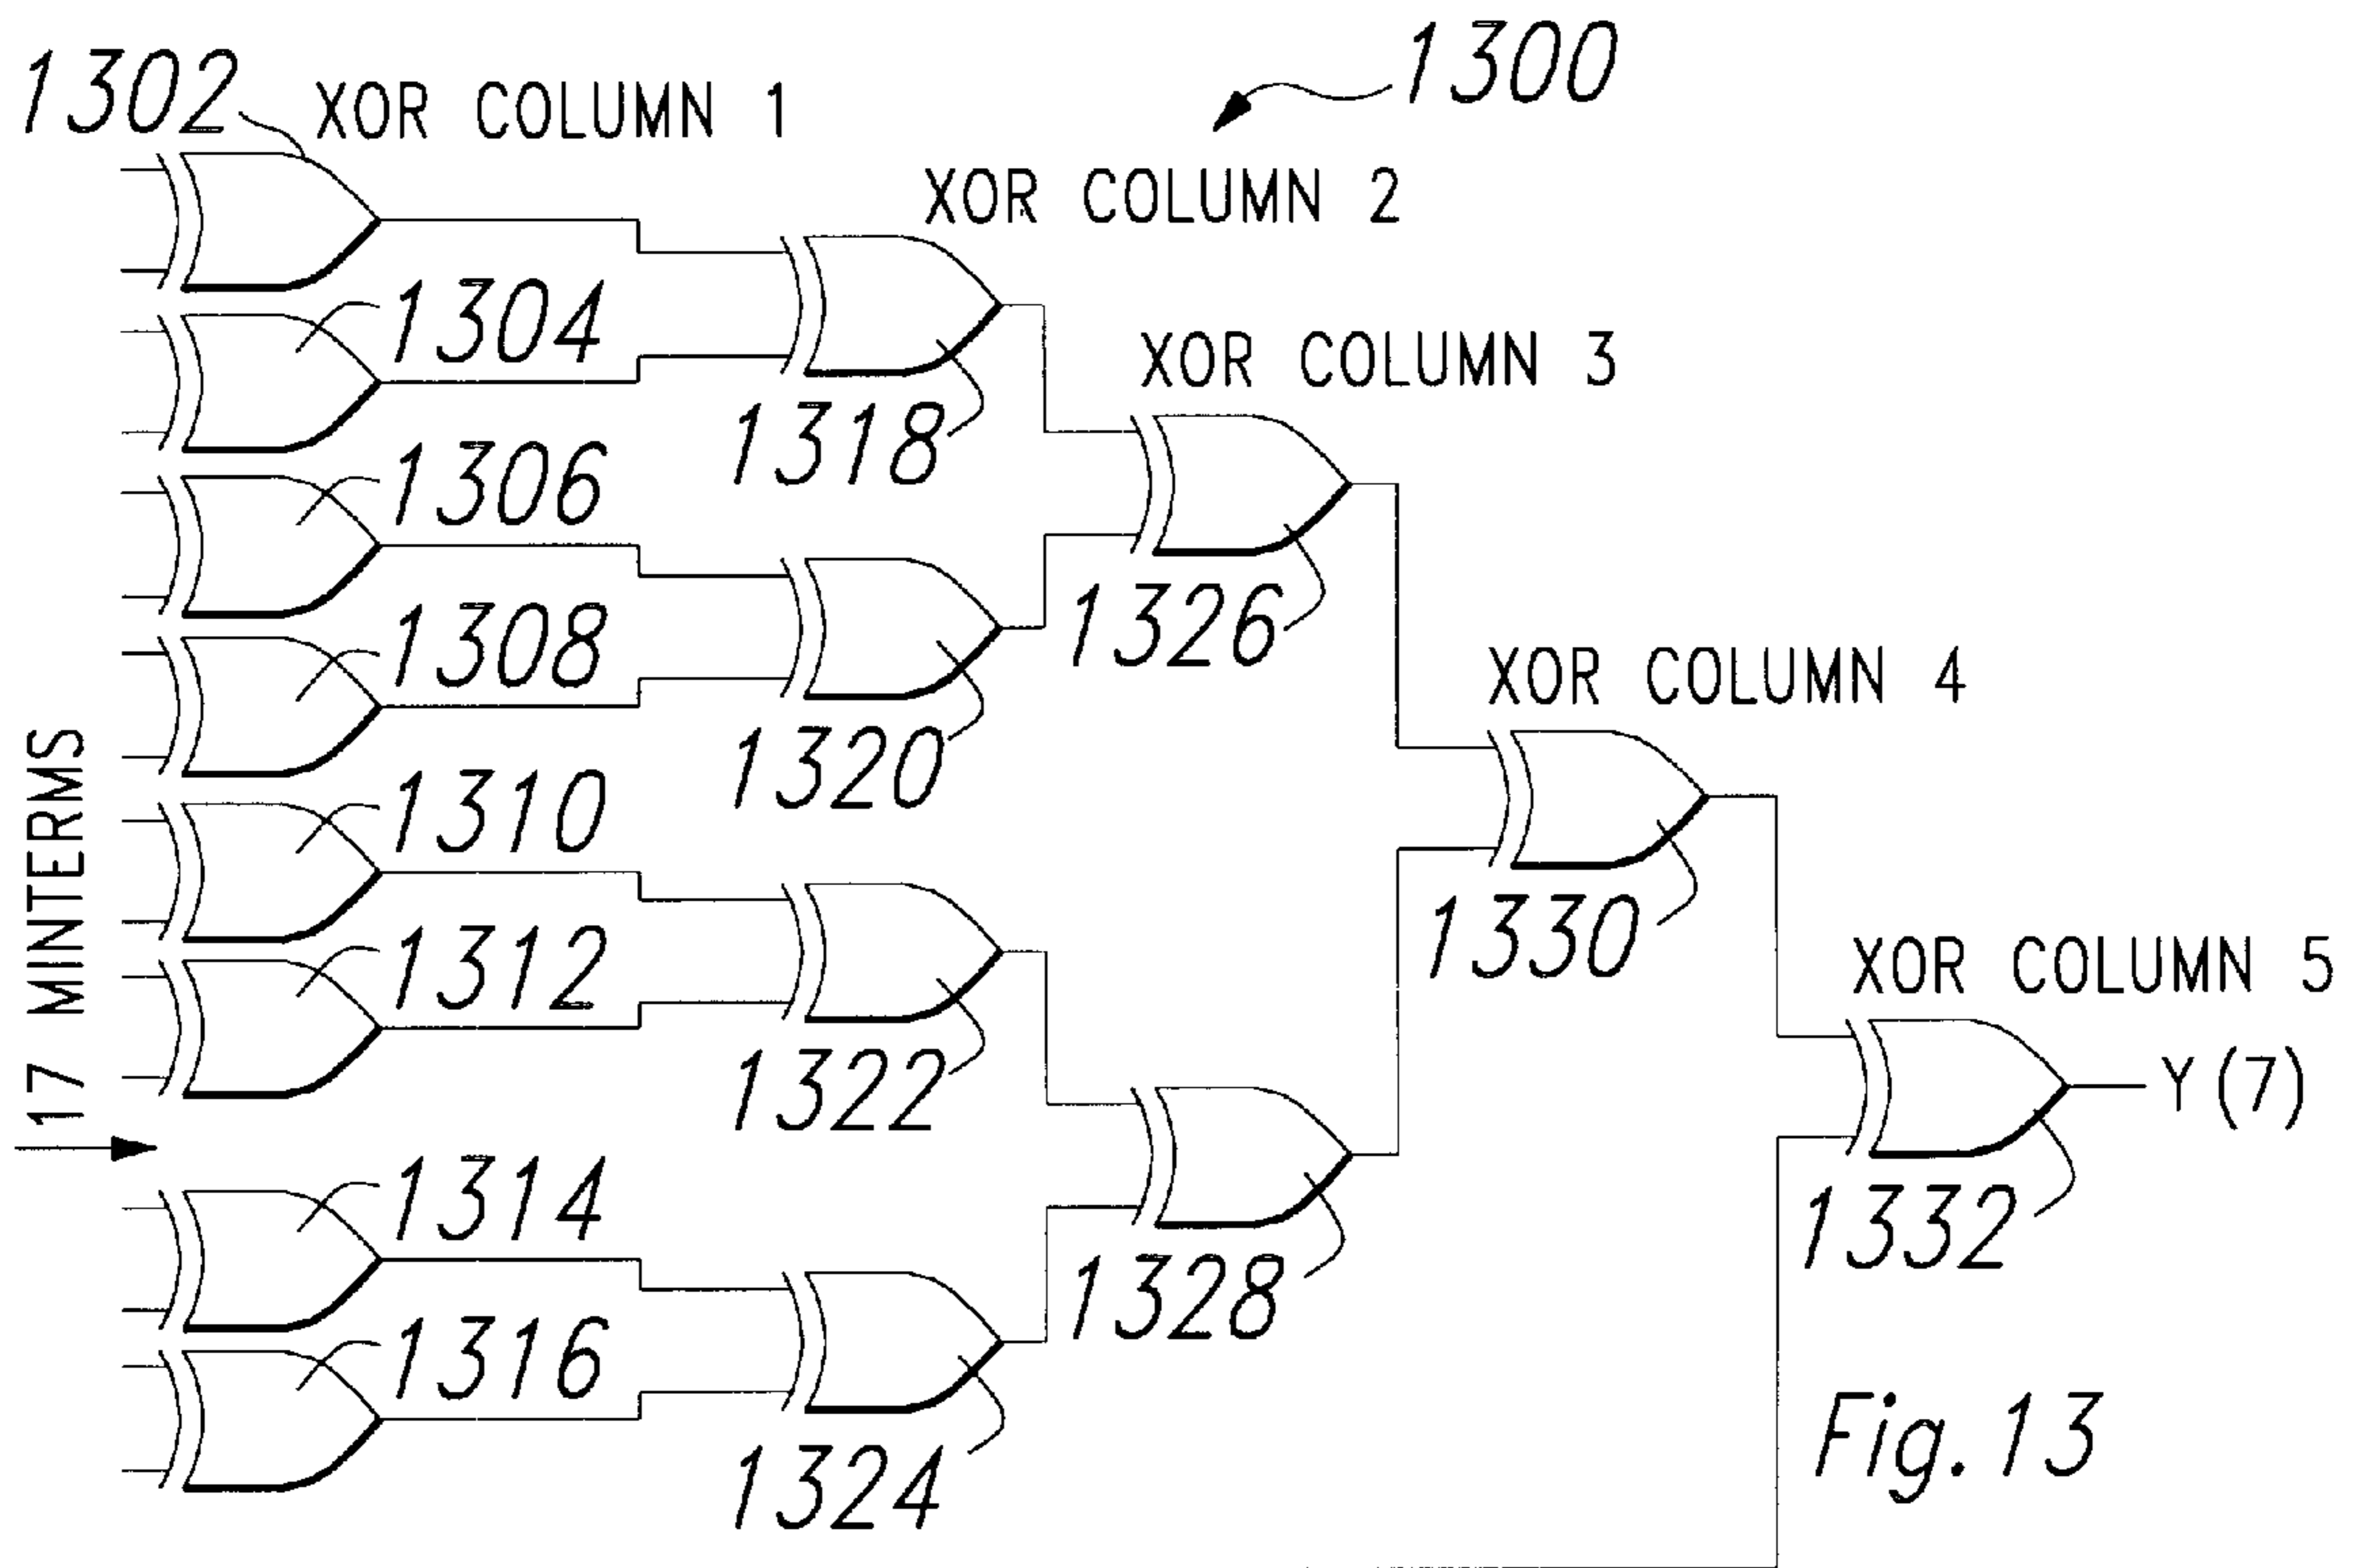 1302
XOR COLUMN 1
1300
XOR COLUMN 2
1304
XOR COLUMN 3
1318
1306
1326
1308
XOR COLUMN 4
1320
1310
17 MINTERMS
1330
1312
XOR COLUMN 5
1322
Y(7)
1314
1332
1328
1316
1324
Fig. 13